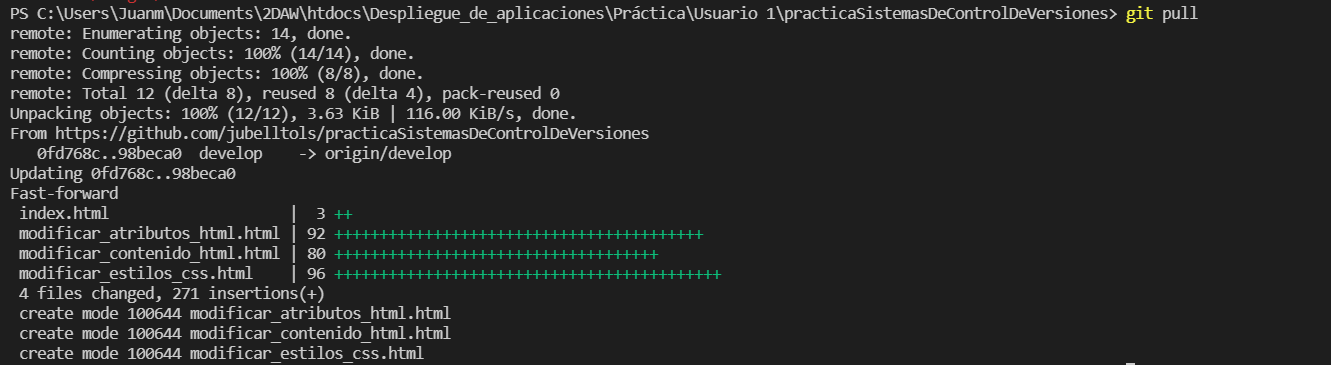 PS C:\Users\Juanm\Documents\2DAW\htdocs\Despliegue_de_aplicaciones\Práctica\Usuario 1\practicaSistemasDeControlDeVersiones> git pull
remote: Enumerating objects: 14, done.
remote: Counting objects: 100% (14/14), done.
remote: Compressing objects: 100% (8/8), done.
remote: Total 12 (delta 8), reused 8 (delta 4), pack-reused 0
Unpacking objects: 100% (12/12), 3.63 KiB | 116.00 KiB/s, done.
From https://github.com/jubelltols/practicaSistemasDeControlDeVersiones
   0fd768c..98beca0  develop    -> origin/develop
Updating 0fd768c..98beca0
Fast-forward
 index.html                    |  3 ++
 modificar_atributos_html.html | 92 +++++++++++++++++++++++++++++++++++++++++
 modificar_contenido_html.html | 80 ++++++++++++++++++++++++++++++++++++
 modificar_estilos_css.html    | 96 +++++++++++++++++++++++++++++++++++++++++++
 4 files changed, 271 insertions(+)
 create mode 100644 modificar_atributos_html.html
 create mode 100644 modificar_contenido_html.html
 create mode 100644 modificar_estilos_css.html